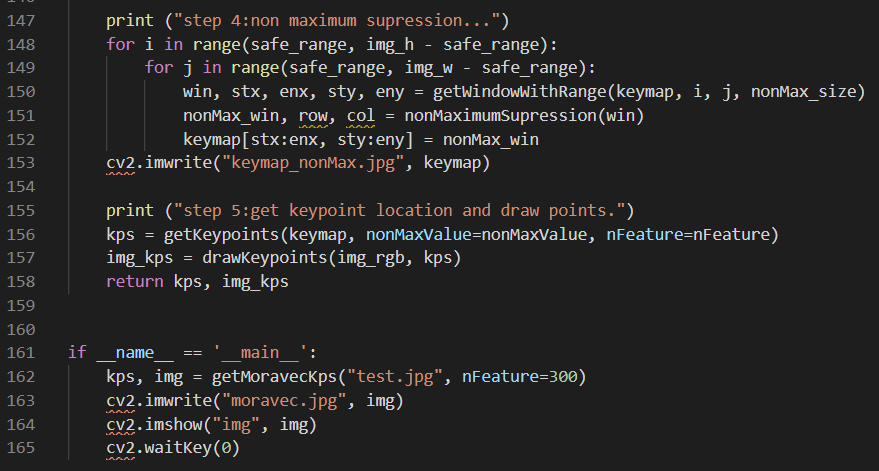 147 print ("step 4:non maximum supression...")
148 for i in range(safe_range, img_h - safe_range):
149 for j in range(safe_range, img_w - safe_range):
150 win, stx, enx, sty, eny = getWindowWithRange(keymap, i, j, nonMax_size)
151 nonMax_win, row, col = nonMaximumSupression(win)
152 keymap[stx:enx, sty:eny] = nonMax_win
153 cv2.imwrite("keymap_nonMax.jpg", keymap)
154
155 print ("step 5:get keypoint location and draw points.")
156 kps = getKeypoints(keymap, nonMaxValue=nonMaxValue, nFeature=nFeature)
157 img_kps = drawKeypoints(img_rgb, kps)
158 return kps, img_kps
159
160
161 if __name__ == '__main__':
162 kps, img = getMoravecKps("test.jpg", nFeature=300)
163 cv2.imwrite("moravec.jpg", img)
164 cv2.imshow("img", img)
165 cv2.waitKey(0)